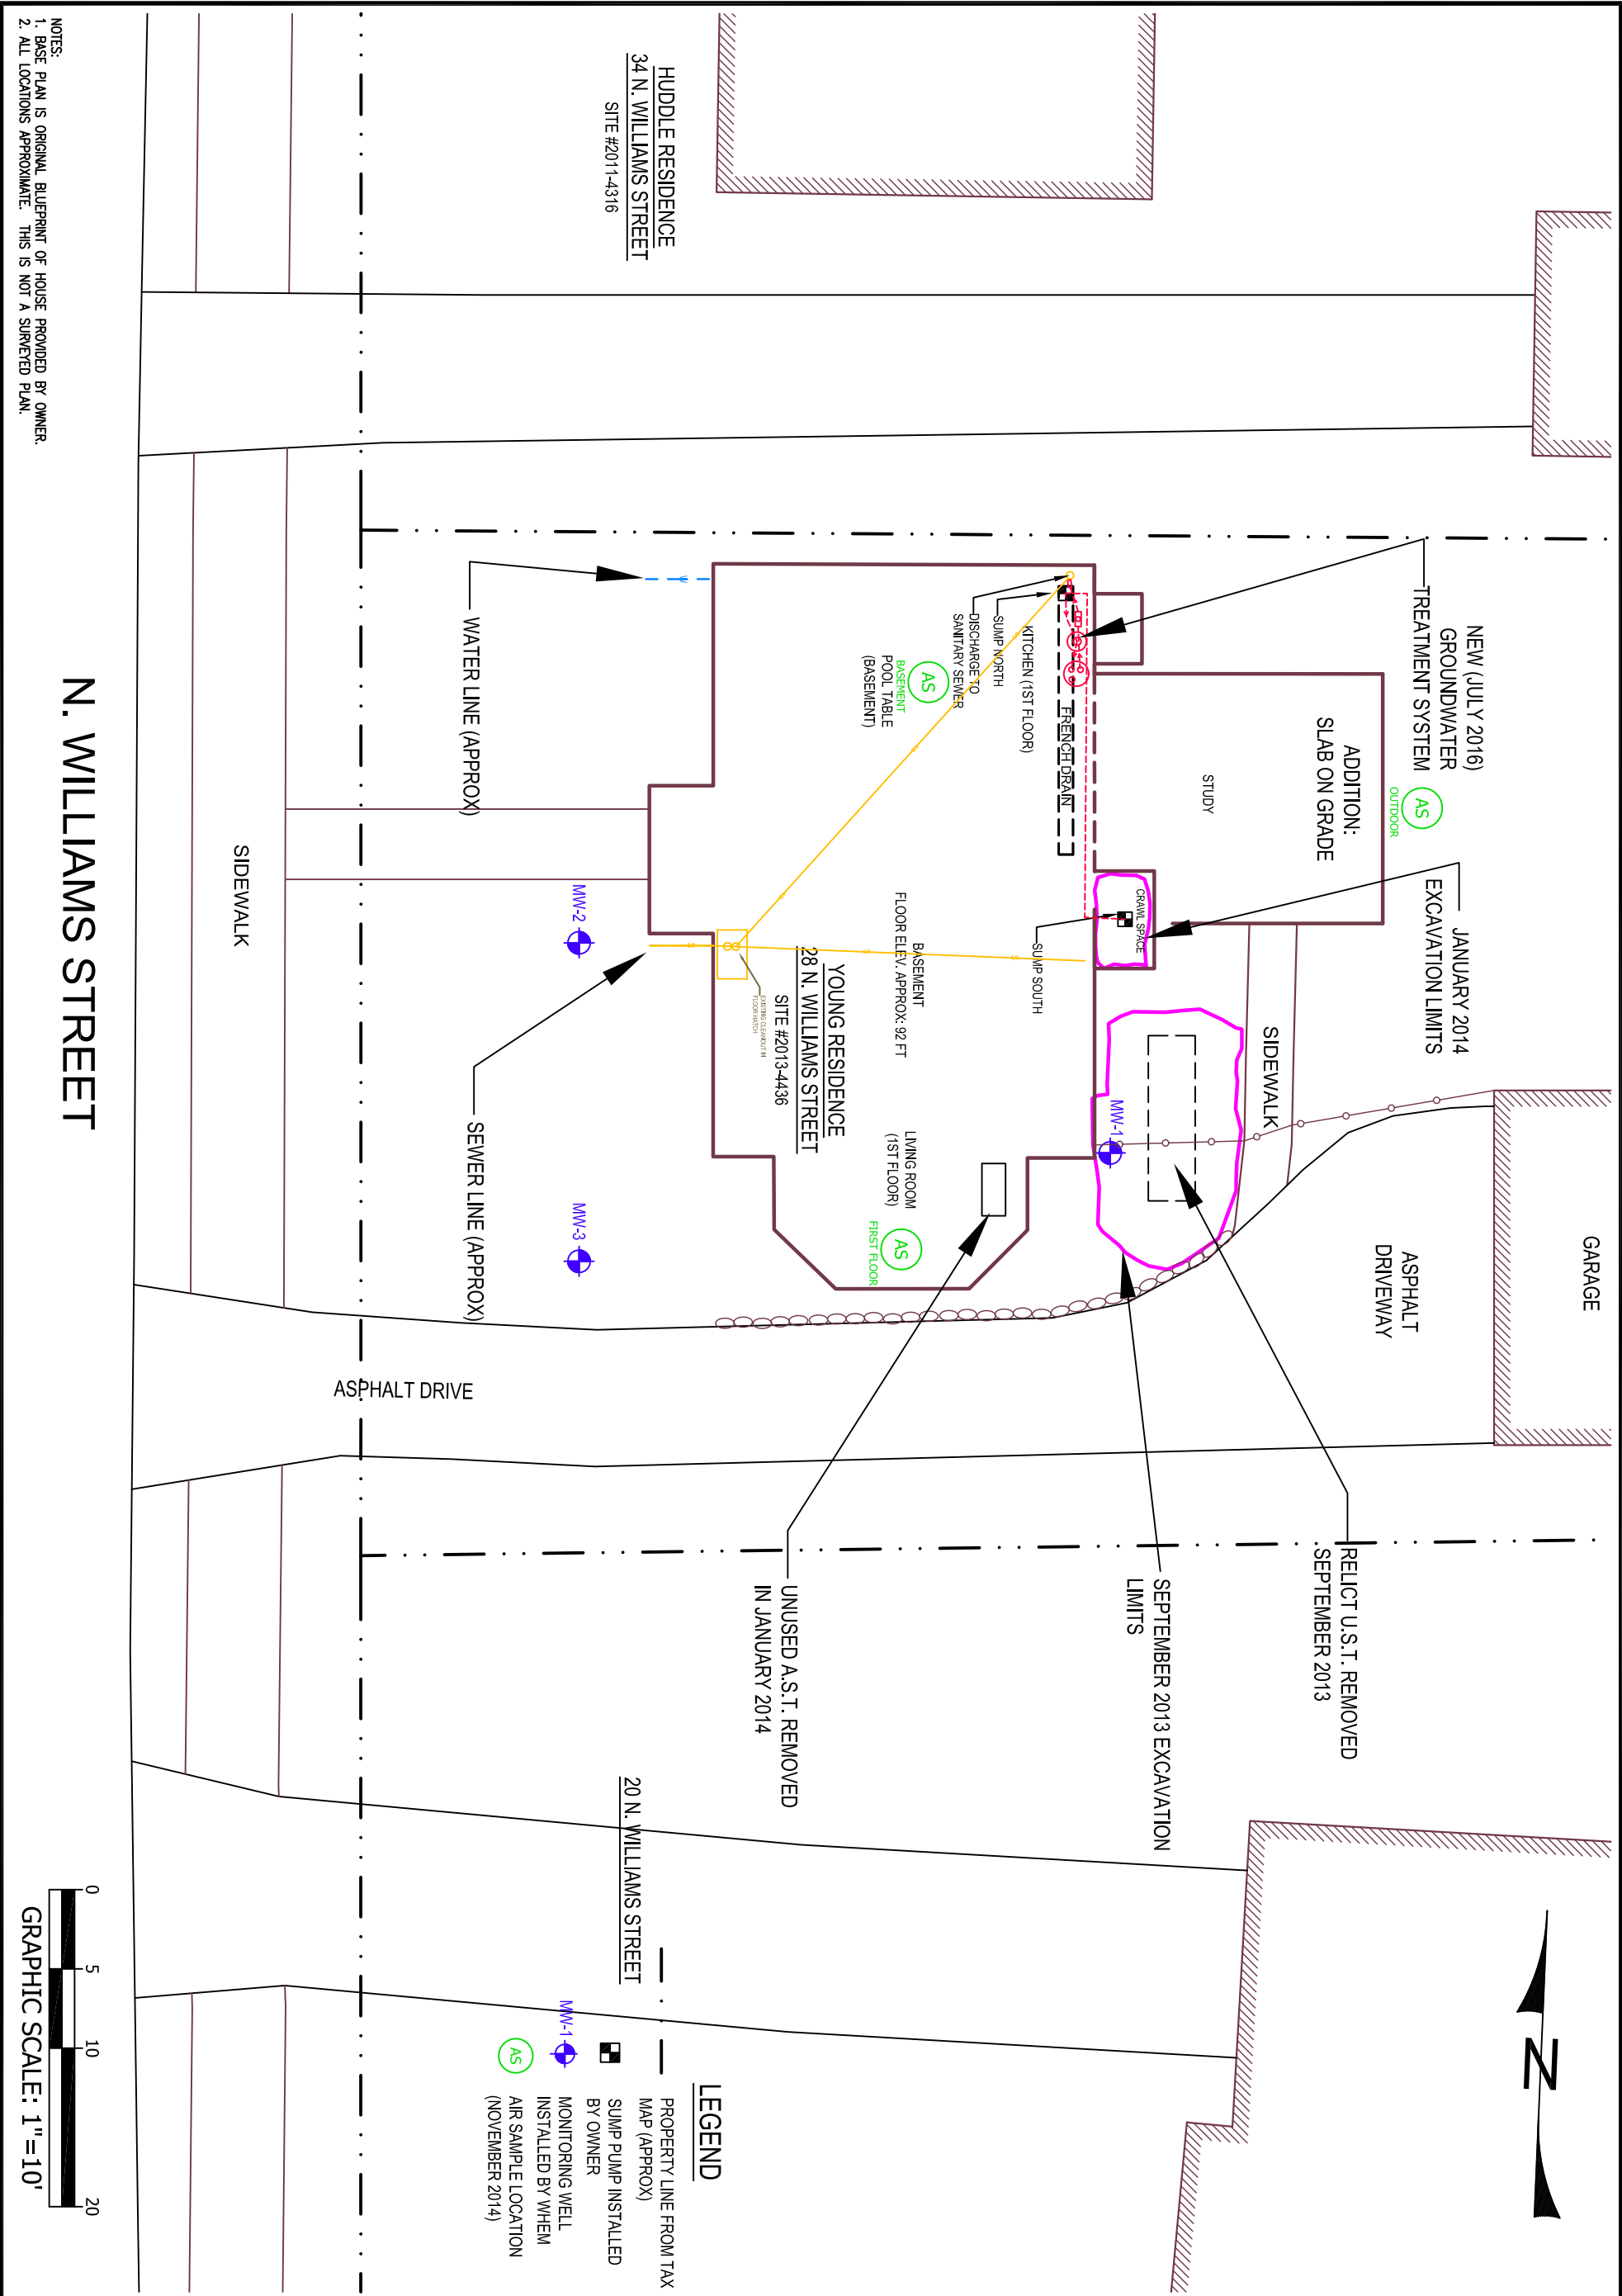 HUDDLE RESIDENCE
34 N. WILLIAMS STREET
SITE #2011-4316
NEW (JULY 2016)
GROUNDWATER
TREATMENT SYSTEM
ADDITION:
SLAB ON GRADE
STUDY
AS
OUTDOOR
JANUARY 2014
EXCAVATION LIMITS
CRAWL SPACE
SIDEWALK
GARAGE
ASPHALT
DRIVEWAY
MW-1
FRENCH DRAIN
KITCHEN (1ST FLOOR)
SUMP NORTH
DISCHARGE TO
SANITARY SEWER
AS
BASEMENT
POOL TABLE
(BASEMENT)
SUMP SOUTH
BASEMENT
FLOOR ELEV. APPROX: 92 FT
YOUNG RESIDENCE
28 N. WILLIAMS STREET
SITE #2013-4436
EXISTING CLEANOUT IN
FLOOR HATCH
LIVING ROOM
(1ST FLOOR)
AS
FIRST FLOOR
S
S
S
S
S
W
WATER LINE (APPROX)
SEWER LINE (APPROX)
MW-2
MW-3
SIDEWALK
ASPHALT DRIVE
RELICT U.S.T. REMOVED
SEPTEMBER 2013
SEPTEMBER 2013 EXCAVATION
LIMITS
UNUSED A.S.T. REMOVED
IN JANUARY 2014
20 N. WILLIAMS STREET
N
LEGEND
PROPERTY LINE FROM TAX
MAP (APPROX)
SUMP PUMP INSTALLED
BY OWNER
MW-1
MONITORING WELL
INSTALLED BY WHEM
AS
AIR SAMPLE LOCATION
(NOVEMBER 2014)
N. WILLIAMS STREET
NOTES:
1. BASE PLAN IS ORIGINAL BLUEPRINT OF HOUSE PROVIDED BY OWNER.
2. ALL LOCATIONS APPROXIMATE. THIS IS NOT A SURVEYED PLAN.
0 5 10 20
GRAPHIC SCALE: 1"=10'